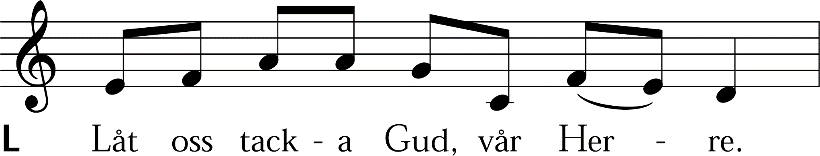 L Låt oss tack - a Gud, vår Her - re.